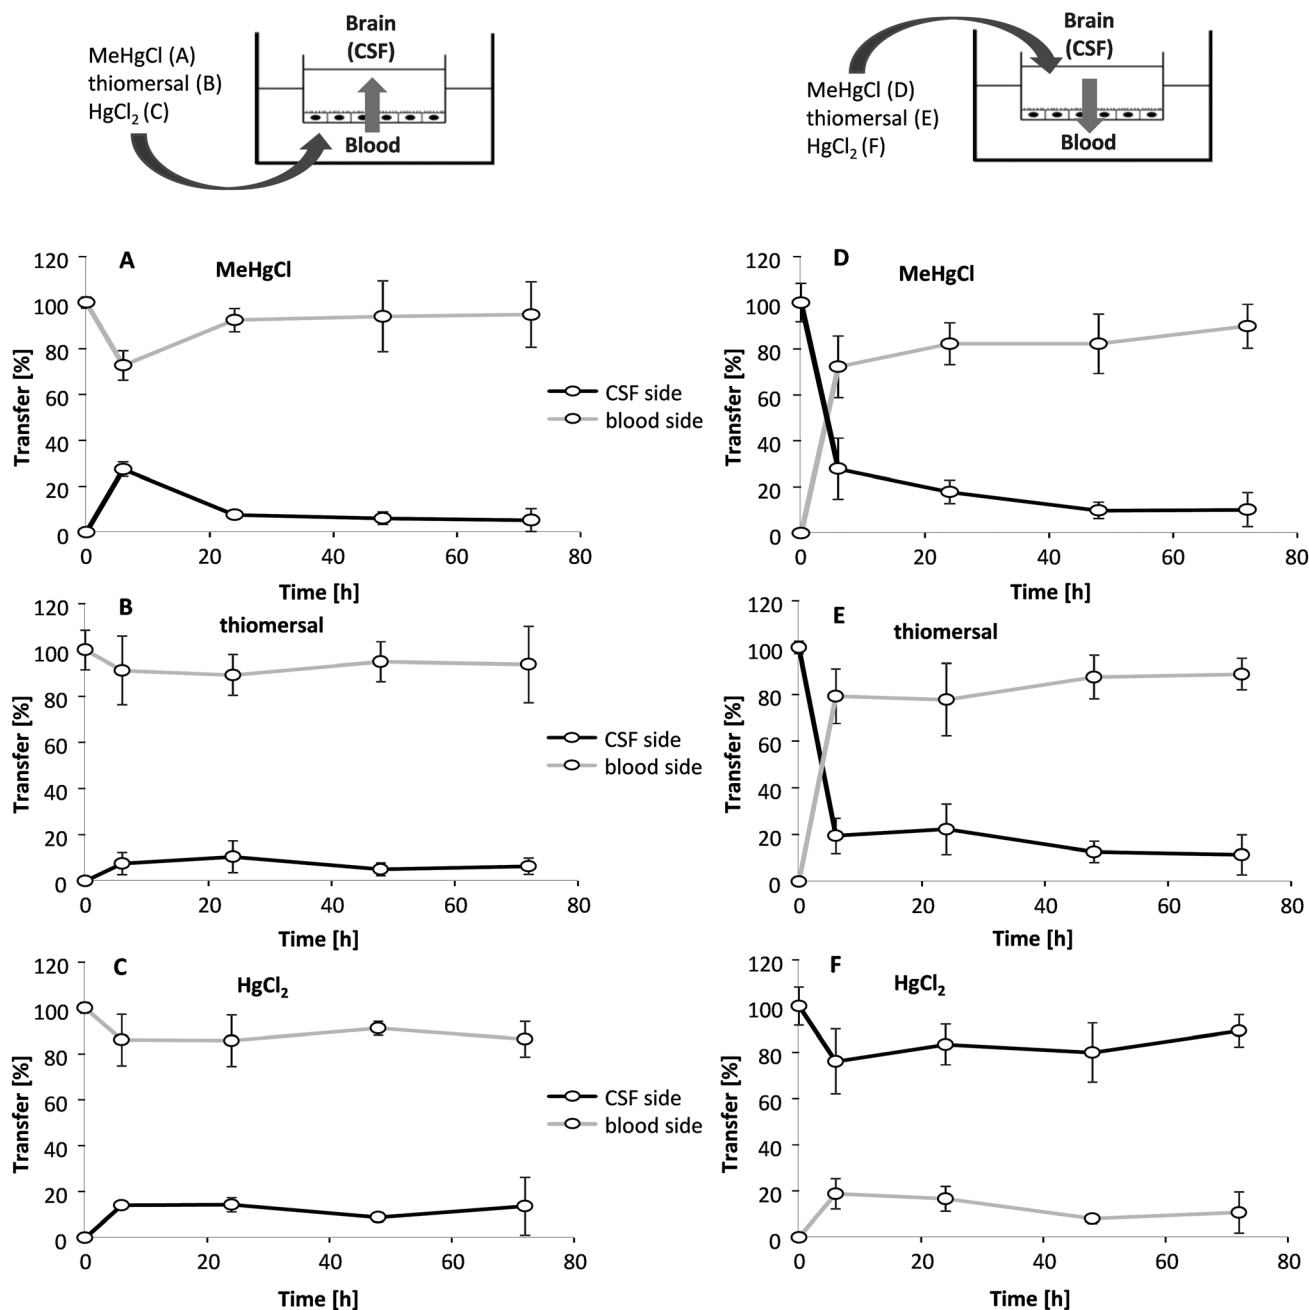 MeHgCl (A)
thiomersal (B)
HgCl₂ (C)
Brain
(CSF)
Blood
Brain
(CSF)
MeHgCl (D)
thiomersal (E)
HgCl₂ (F)
Blood
A
MeHgCl
Transfer [%]
120
100
80
60
40
20
0
0 20 40 60 80
Time [h]
CSF side
blood side
D
MeHgCl
Transfer [%]
120
100
80
60
40
20
0
0 20 40 60 80
Time [h]
B
thiomersal
Transfer [%]
120
100
80
60
40
20
0
0 20 40 60 80
Time [h]
CSF side
blood side
E
thiomersal
Transfer [%]
120
100
80
60
40
20
0
0 20 40 60 80
Time [h]
C
HgCl₂
Transfer [%]
120
100
80
60
40
20
0
0 20 40 60 80
Time [h]
CSF side
blood side
F
HgCl₂
Transfer [%]
120
100
80
60
40
20
0
0 20 40 60 80
Time [h]